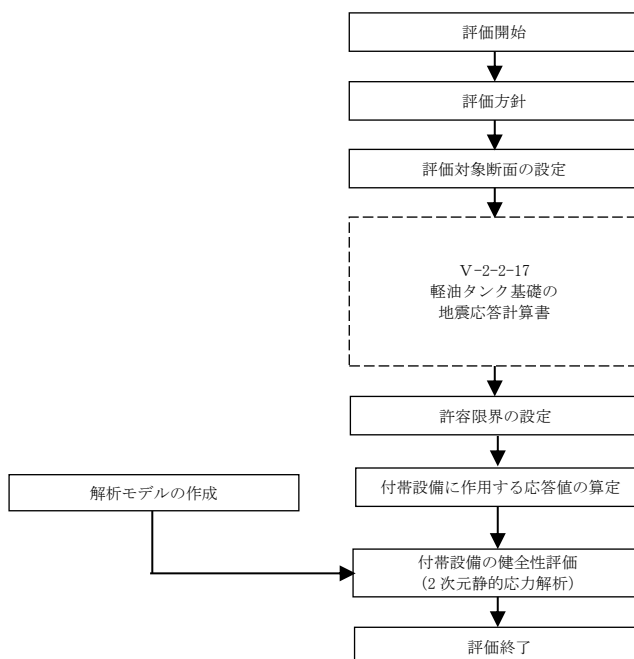 評価開始
評価方針
評価対象断面の設定
Ⅴ-2-2-17
軽油タンク基礎の
地震応答計算書
許容限界の設定
解析モデルの作成
付帯設備に作用する応答値の算定
付帯設備の健全性評価
(2 次元静的応力解析)
評価終了